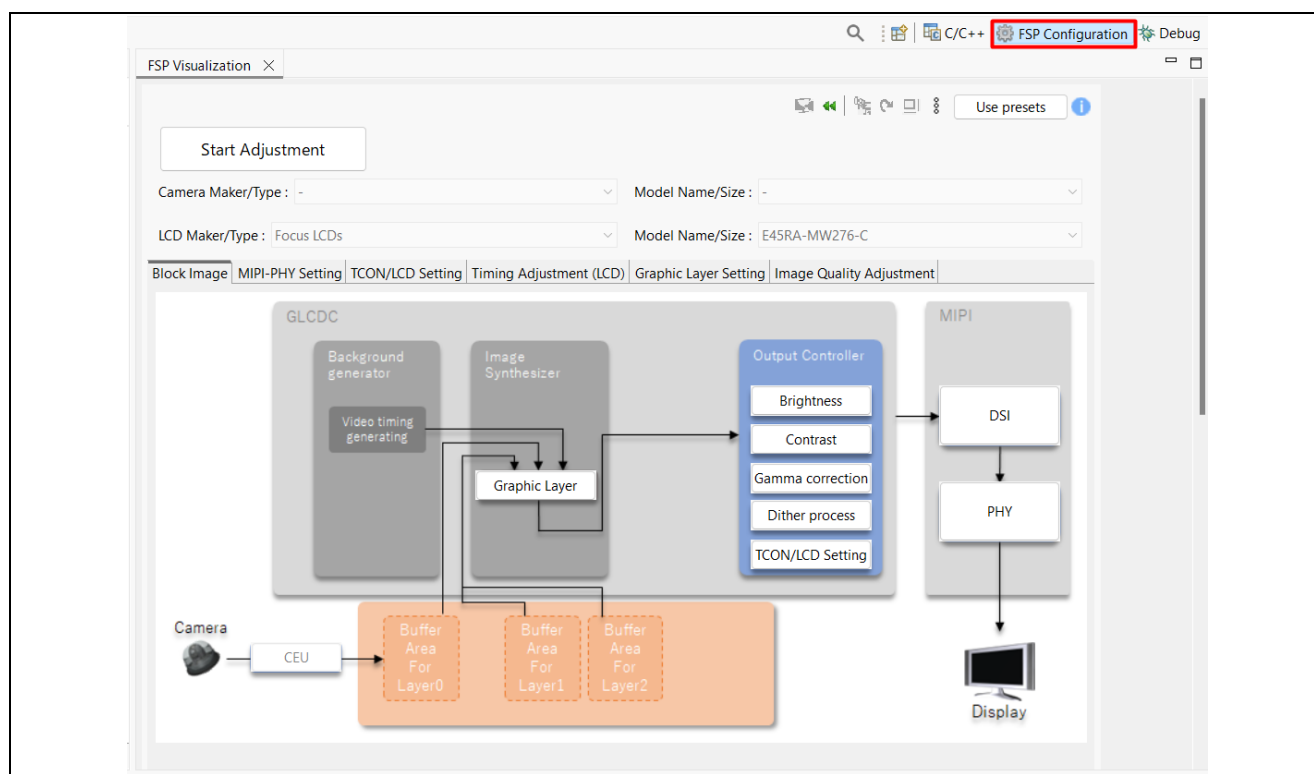 C/C++ FSP Configuration Debug
FSP Visualization
Use presets
Start Adjustment
Camera Maker/Type : - Model Name/Size : -
LCD Maker/Type : Focus LCDs Model Name/Size : E45RA-MW276-C
Block Image MIPI-PHY Setting TCON/LCD Setting Timing Adjustment (LCD) Graphic Layer Setting Image Quality Adjustment
GLCDC
MIPI
Background
generator
Image
Synthesizer
Output Controller
Video timing
generating
Graphic Layer
Brightness
Contrast
Gamma correction
Dither process
TCON/LCD Setting
DSI
PHY
Camera
CEU
Buffer
Area
For
Layer0
Buffer
Area
For
Layer1
Buffer
Area
For
Layer2
Display